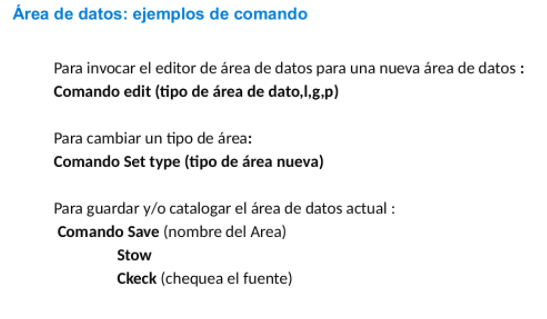 Área de datos: ejemplos de comando
Para invocar el editor de área de datos para una nueva área de datos :
Comando edit (tipo de área de dato,l,g,p)
Para cambiar un tipo de área:
Comando Set type (tipo de área nueva)
Para guardar y/o catalogar el área de datos actual :
Comando Save (nombre del Area)
Stow
Ckeck (chequea el fuente)